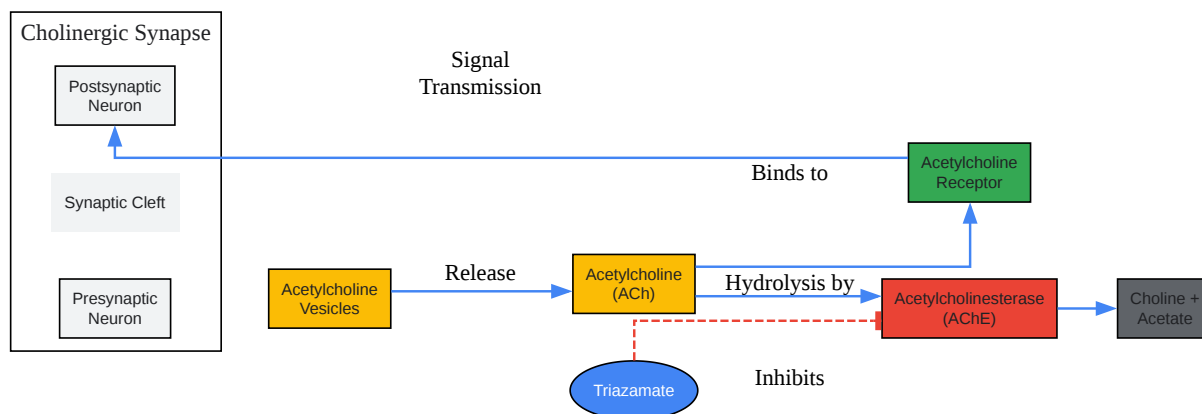 Cholinergic Synapse
Postsynaptic
Neuron
Synaptic Cleft
Presynaptic
Neuron
Signal
Transmission
Binds to
Acetylcholine
Receptor
Acetylcholine
Vesicles
Release
Acetylcholine
(ACh)
Hydrolysis by
Acetylcholinesterase
(AChE)
Choline +
Acetate
Triazamate
Inhibits